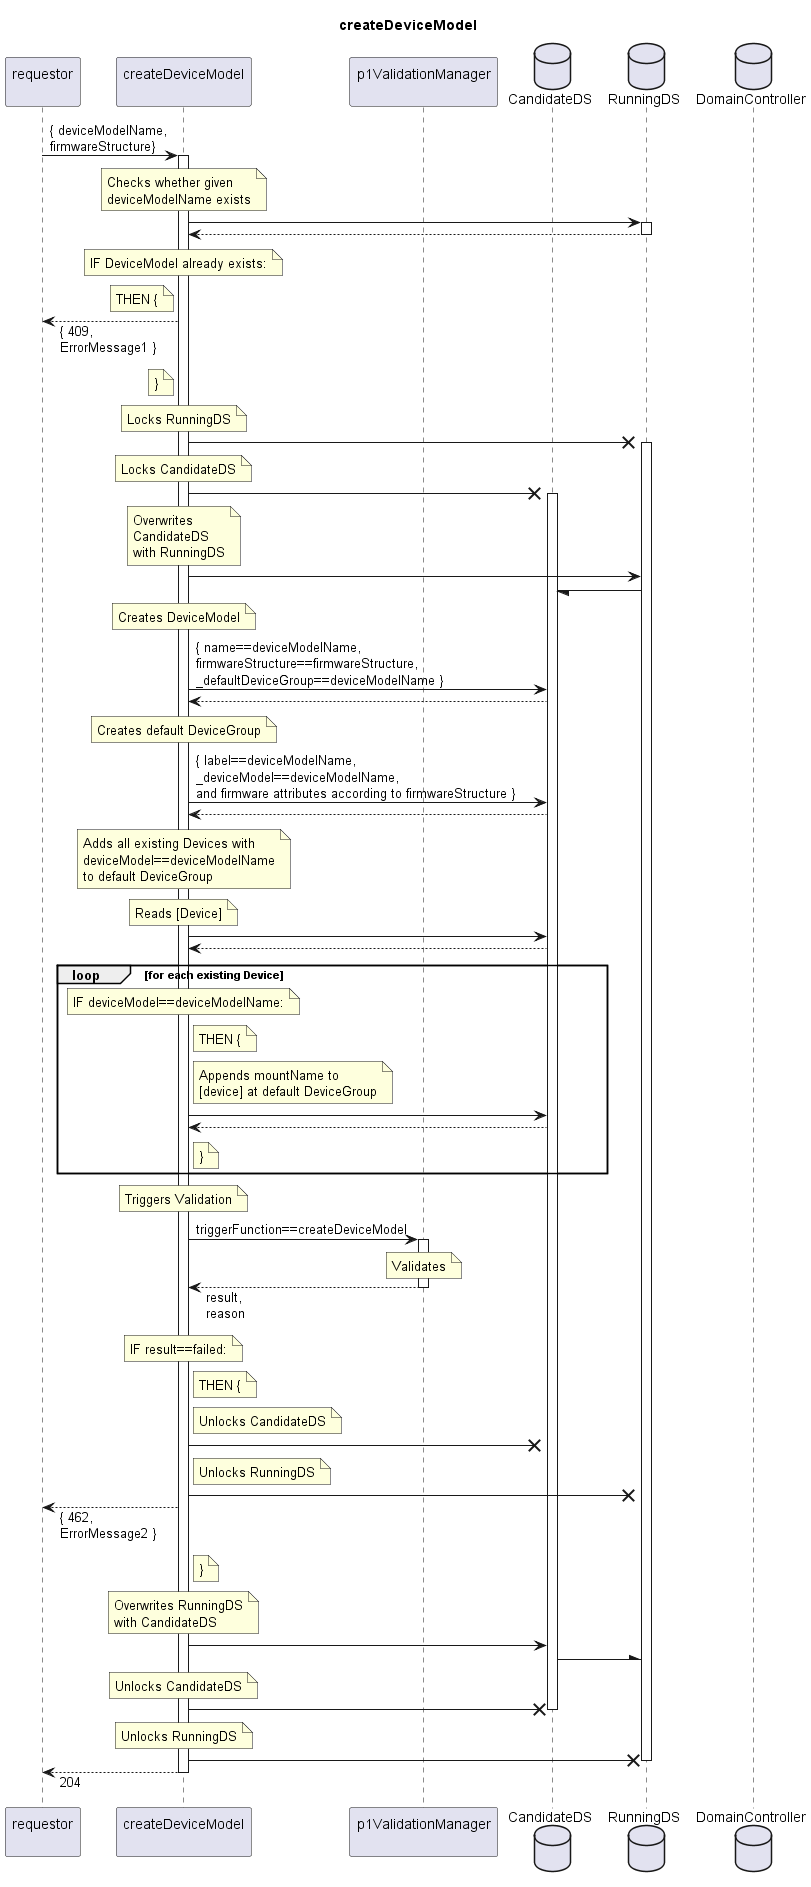 createDeviceModel
requestor
createDeviceModel
p1ValidationManager
CandidateDS
RunningDS
DomainController
{ deviceModelName,
firmwareStructure}
Checks whether given
deviceModelName exists
IF DeviceModel already exists:
THEN {
{ 409,
ErrorMessage1 }
}
Locks RunningDS
Locks CandidateDS
Overwrites
CandidateDS
with RunningDS
Creates DeviceModel
{ name==deviceModelName,
firmwareStructure==firmwareStructure,
_defaultDeviceGroup==deviceModelName }
Creates default DeviceGroup
{ label==deviceModelName,
_deviceModel==deviceModelName,
and firmware attributes according to firmwareStructure }
Adds all existing Devices with
deviceModel==deviceModelName
to default DeviceGroup
Reads [Device]
loop
[for each existing Device]
IF deviceModel==deviceModelName:
THEN {
Appends mountName to
[device] at default DeviceGroup
}
Triggers Validation
triggerFunction==createDeviceModel
Validates
result,
reason
IF result==failed:
THEN {
Unlocks CandidateDS
Unlocks RunningDS
{ 462,
ErrorMessage2 }
}
Overwrites RunningDS
with CandidateDS
Unlocks CandidateDS
Unlocks RunningDS
204
requestor
createDeviceModel
p1ValidationManager
CandidateDS
RunningDS
DomainController